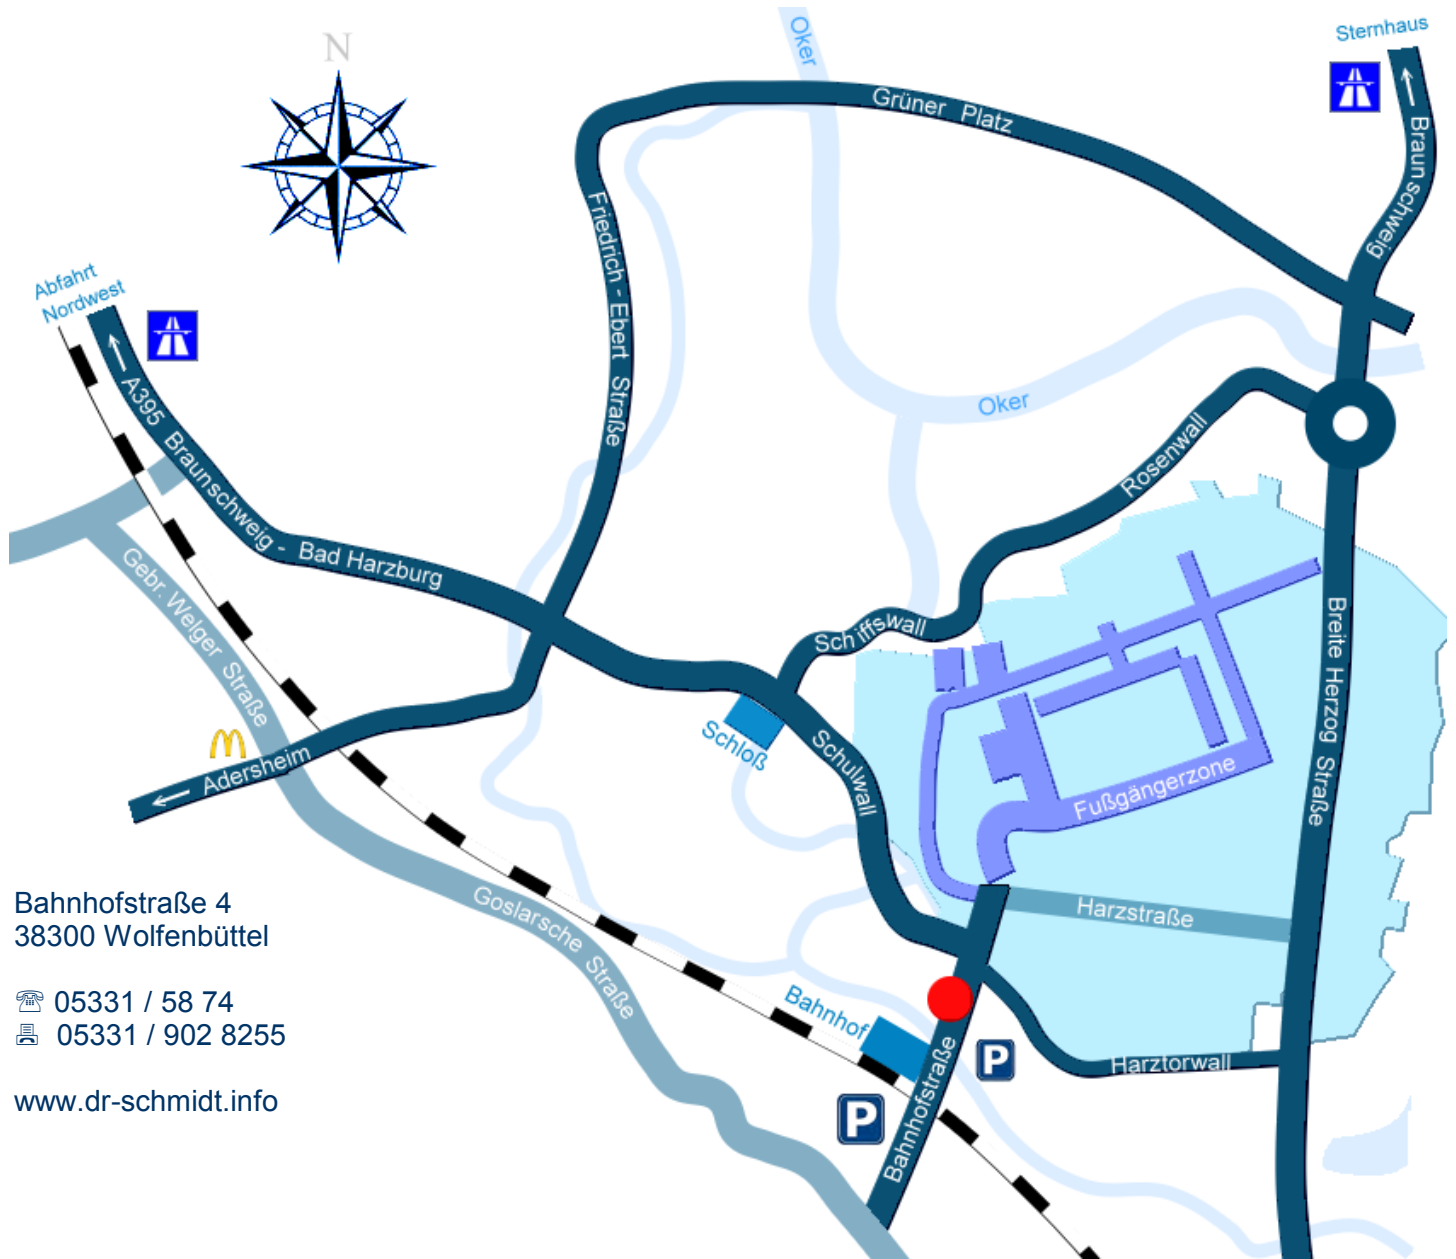 N
Oker
Sternhaus
Grüner Platz
Braunschweig
Friedrich - Ebert Straße
Abfahrt
Nordwest
A395 Braunschweig - Bad Harzburg
Oker
Rosenwall
Gebr. Welger Straße
Schiffswall
Breite Herzog Straße
Schloß
Schulwall
Adersheim
Fußgängerzone
Goslarsche Straße
Harzstraße
Bahnhof
Bahnhofstraße
P
P
Harztorwall
Bahnhofstraße 4
38300 Wolfenbüttel
05331 / 58 74
05331 / 902 8255
www.dr-schmidt.info